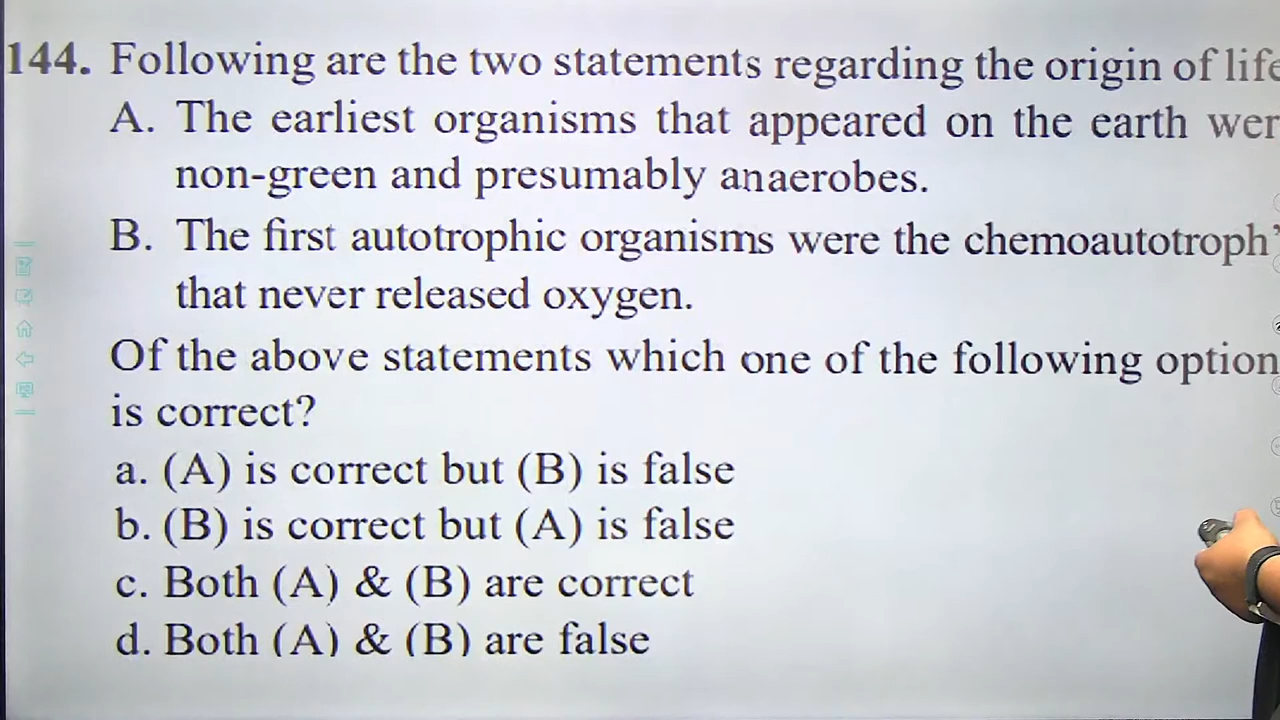 144. Following are the two statements regarding the origin of life
A. The earliest organisms that appeared on the earth wer
non-green and presumably anaerobes.
B. The first autotrophic organisms were the chemoautotroph
that never released oxygen.
Of the above statements which one of the following option
is correct?
a. (A) is correct but (B) is false
b. (B) is correct but (A) is false
c. Both (A) & (B) are correct
d. Both (A) & (B) are false